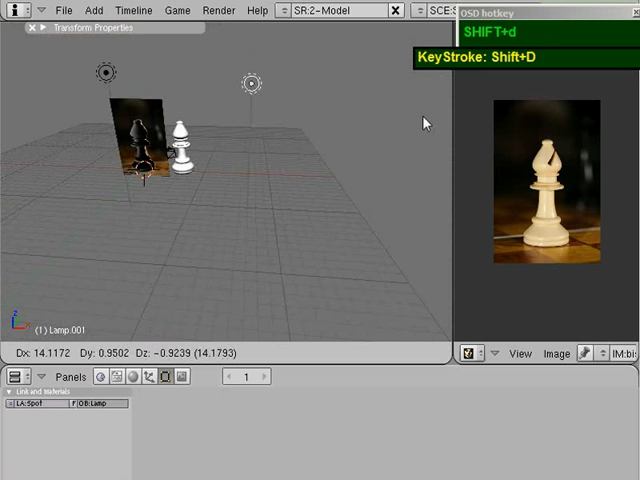 File Add Timeline Game Render Help SR:2-Model SCE:S
OSD hotkey
SHIFT+d
KeyStroke: Shift+D
Transform Properties
z
(1) Lamp.001
Dx: 14.1172 Dy: 0.9502 Dz: -0.9239 (14.1793)
View Image IM:bis
Panels 1
Link and Materials
LA:Spot F OB:Lamp